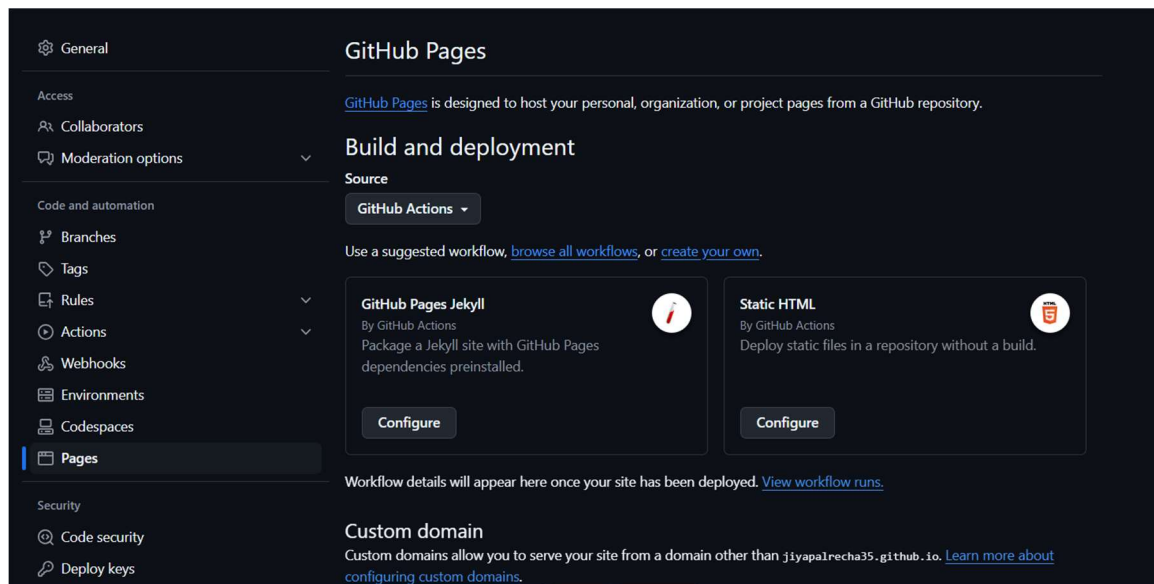 General
Access
Collaborators
Moderation options
Code and automation
Branches
Tags
Rules
Actions
Webhooks
Environments
Codespaces
Pages
Security
Code security
Deploy keys
GitHub Pages
GitHub Pages is designed to host your personal, organization, or project pages from a GitHub repository.
Build and deployment
Source
GitHub Actions
Use a suggested workflow, browse all workflows, or create your own.
GitHub Pages Jekyll
By GitHub Actions
Package a Jekyll site with GitHub Pages
dependencies preinstalled.
Configure
Static HTML
HTML
5
By GitHub Actions
Deploy static files in a repository without a build.
Configure
Workflow details will appear here once your site has been deployed. View workflow runs.
Custom domain
Custom domains allow you to serve your site from a domain other than jiyapalrecha35.github.io. Learn more about
configuring custom domains.